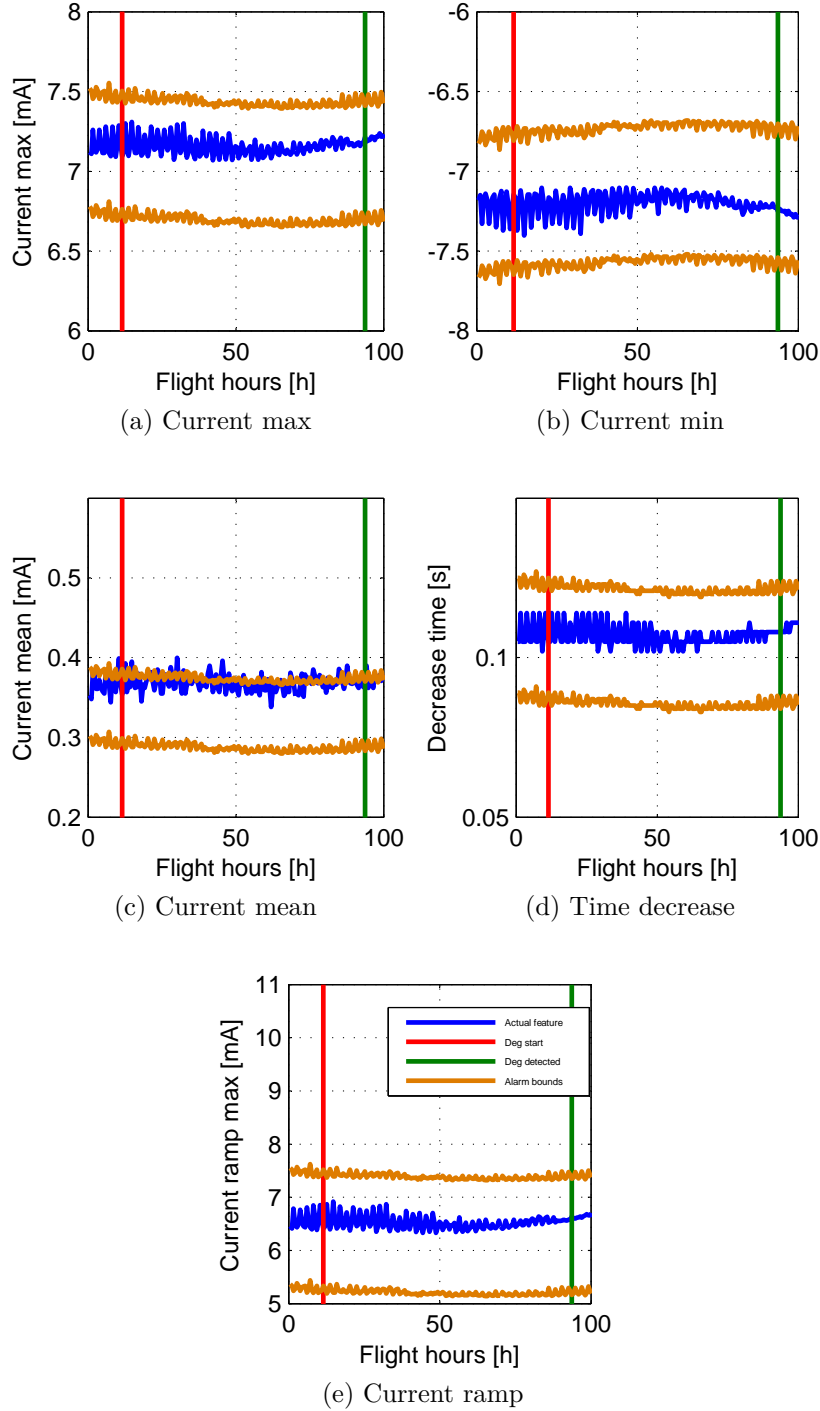 8
7.5
7
6.5
6
0
50
100
Current max [mA]
Flight hours [h]
(a) Current max
-6
-6.5
-7
-7.5
-8
0
50
100
Current max [mA]
Flight hours [h]
(b) Current min
0.5
0.4
0.3
0.2
0
50
100
Current mean [mA]
Flight hours [h]
(c) Current mean
0.1
0.05
0
50
100
Decrease time [s]
Flight hours [h]
(d) Time decrease
11
10
9
8
7
6
5
0
50
100
Current ramp max [mA]
Flight hours [h]
Actual feature
Deg start
Deg detected
Alarm bounds
(e) Current ramp